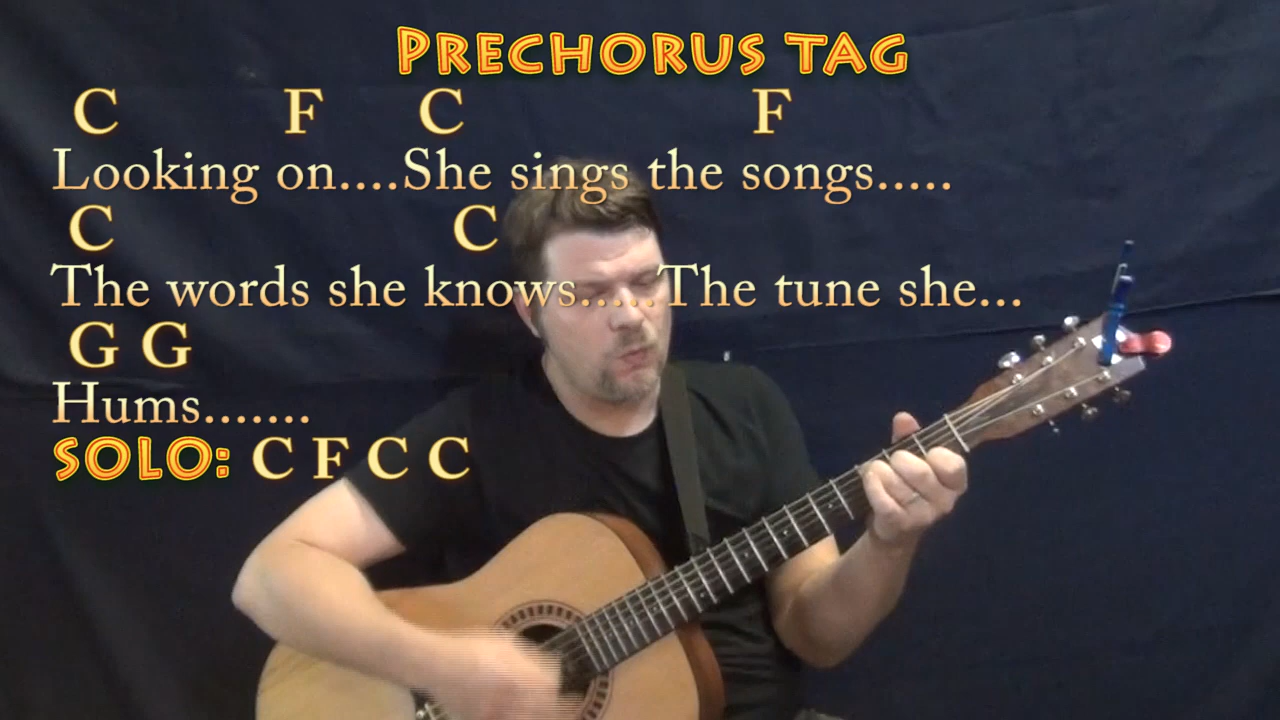 PRECHORUS TAG
C F C F
Looking on....She sings the songs.....
C C
The words she knows.....The tune she...
G G
Hums.......
SOLO: C F C C